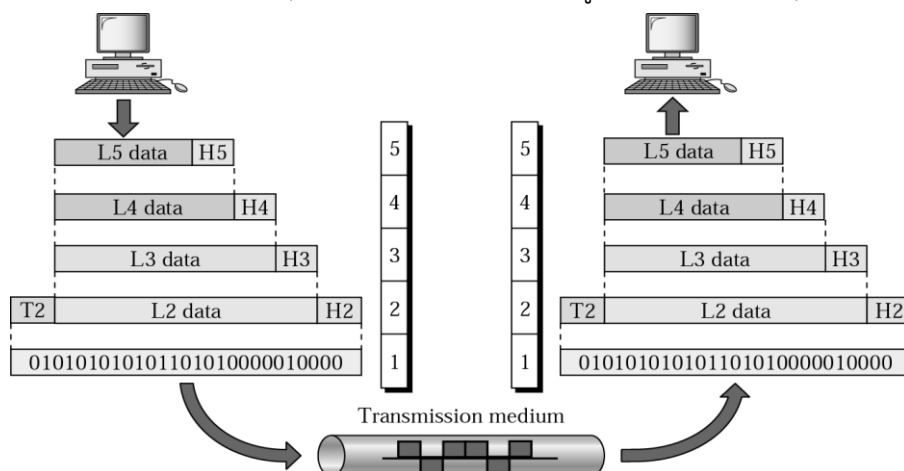 L5 data H5 5 5 L5 data H5
L4 data H4 4 4 L4 data H4
L3 data H3 3 3 L3 data H3
T2 L2 data H2 2 2 T2 L2 data H2
010101010101101010000010000 1 1 010101010101101010000010000
Transmission medium